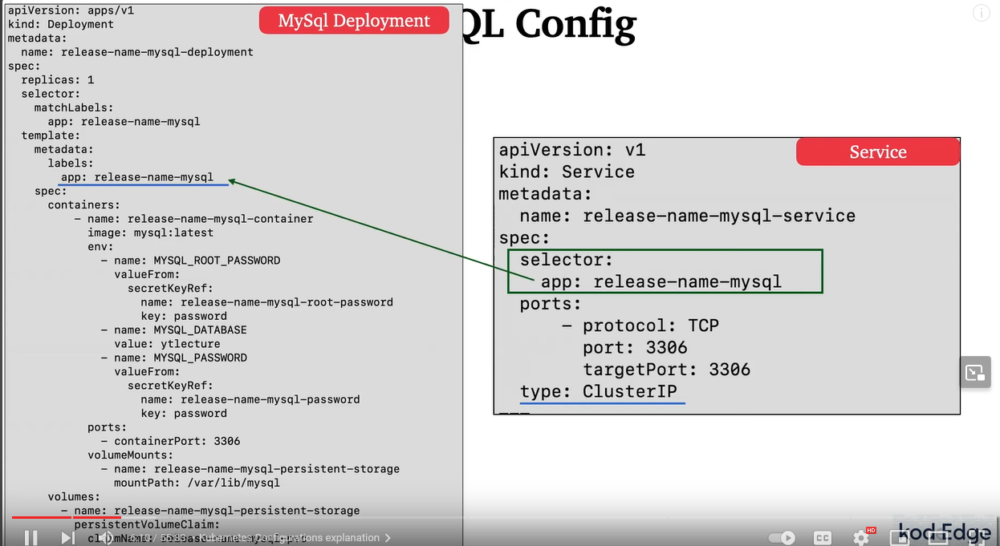 QL Config
MySql Deployment
apiVersion: apps/v1
kind: Deployment
metadata:
  name: release-name-mysql-deployment
spec:
  replicas: 1
  selector:
    matchLabels:
      app: release-name-mysql
  template:
    metadata:
      labels:
        app: release-name-mysql
    spec:
      containers:
          - name: release-name-mysql-container
            image: mysql:latest
            env:
              - name: MYSQL_ROOT_PASSWORD
                valueFrom:
                  secretKeyRef:
                    name: release-name-mysql-root-password
                    key: password
              - name: MYSQL_DATABASE
                value: ytlecture
              - name: MYSQL_PASSWORD
                valueFrom:
                  secretKeyRef:
                    name: release-name-mysql-password
                    key: password
            ports:
              - containerPort: 3306
            volumeMounts:
              - name: release-name-mysql-persistent-storage
                mountPath: /var/lib/mysql
      volumes:
        - name: release-name-mysql-persistent-storage
          persistentVolumeClaim:
Service
apiVersion: v1
kind: Service
metadata:
  name: release-name-mysql-service
spec:
  selector:
    app: release-name-mysql
  ports:
      - protocol: TCP
        port: 3306
        targetPort: 3306
  type: ClusterIP
---
Kubernetes Configurations explanation
CC
HD
kod Edge